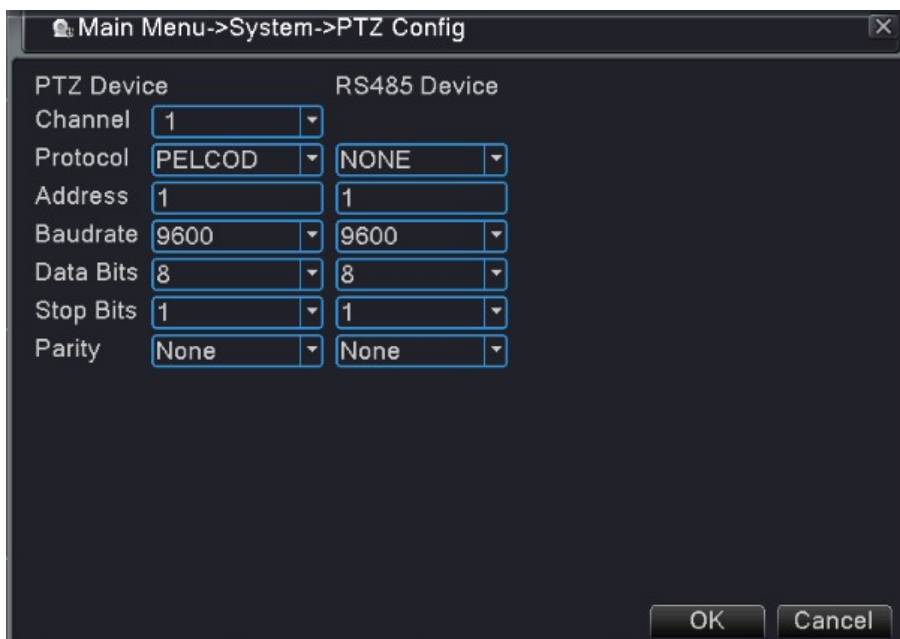 Main Menu->System->PTZ Config
PTZ Device RS485 Device
Channel 1
Protocol PELCOD NONE
Address 1 1
Baudrate 9600 9600
Data Bits 8 8
Stop Bits 1 1
Parity None None
OK Cancel